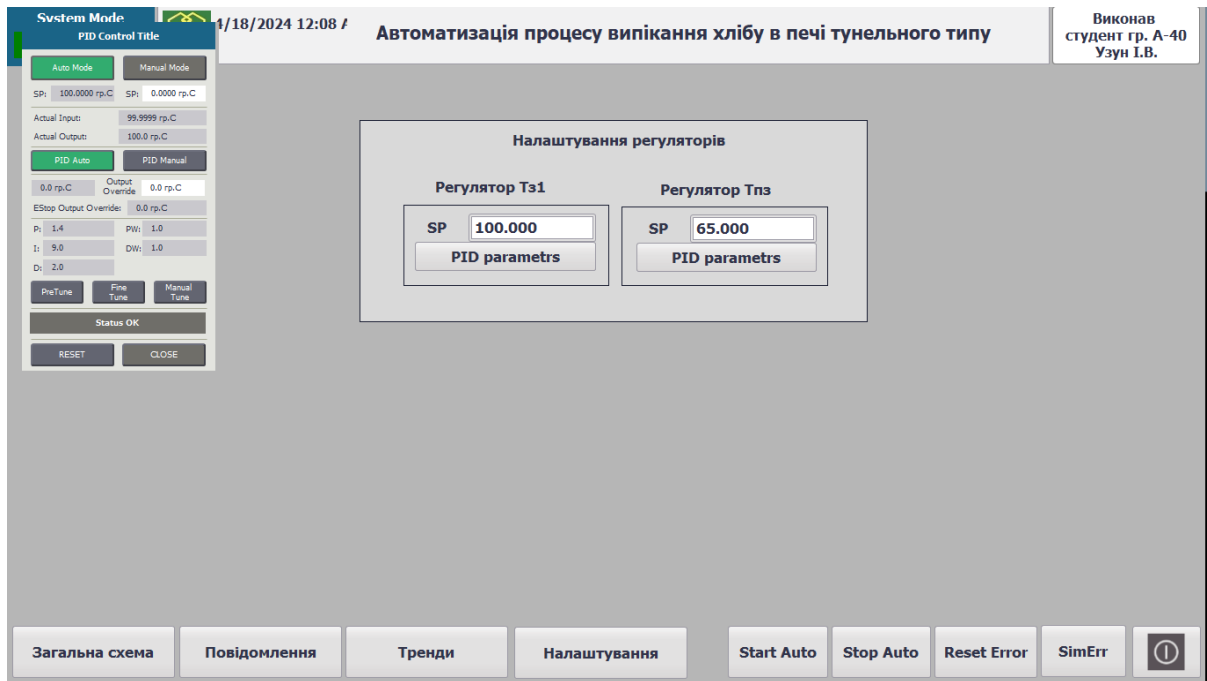 System Mode
4/18/2024 12:08 A
Автоматизація процесу випікання хлібу в печі тунельного типу
Виконав
студент гр. А-40
Узун І.В.
PID Control Title
Auto Mode
Manual Mode
SP: 100.0000 гр.C SP: 0.0000 гр.C
Actual Input: 99.9999 гр.C
Actual Output: 100.0 гр.C
PID Auto
PID Manual
0.0 гр.C Output Override 0.0 гр.C
EStop Output Override: 0.0 гр.C
P: 1.4 PW: 1.0
I: 9.0 DW: 1.0
D: 2.0
PreTune
Fine
Tune
Manual
Tune
Status OK
RESET
CLOSE
Налаштування регуляторів
Регулятор Тз1
Регулятор Тпз
SP 100.000
SP 65.000
PID parametrs
PID parametrs
Загальна схема
Повідомлення
Тренди
Налаштування
Start Auto
Stop Auto
Reset Error
SimErr